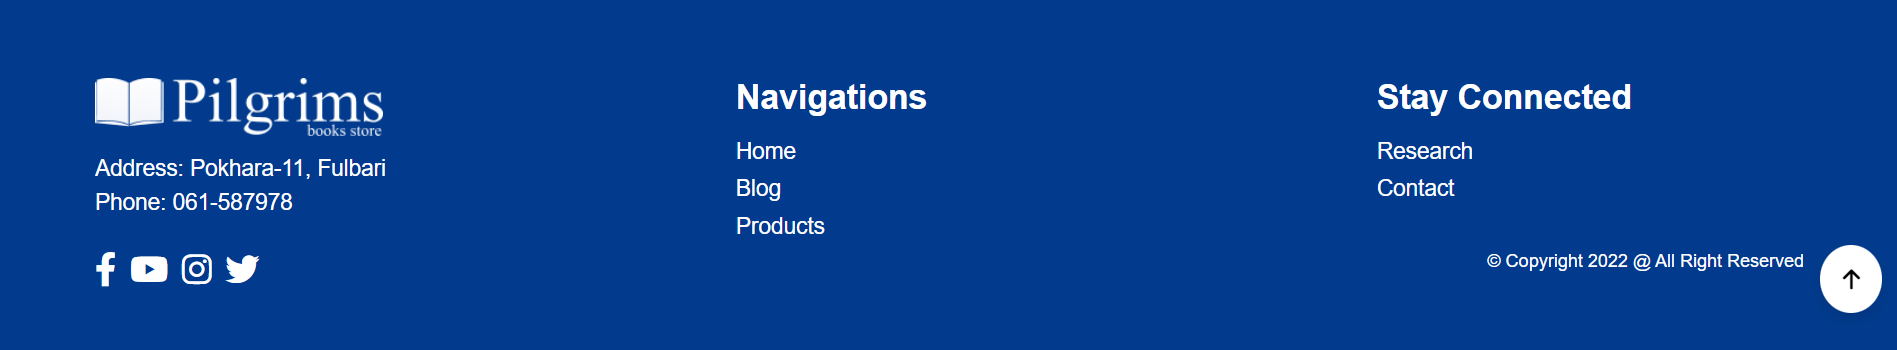 Pilgrims
books store
Address: Pokhara-11, Fulbari
Phone: 061-587978
Navigations
Home
Blog
Products
Stay Connected
Research
Contact
© Copyright 2022 @ All Right Reserved